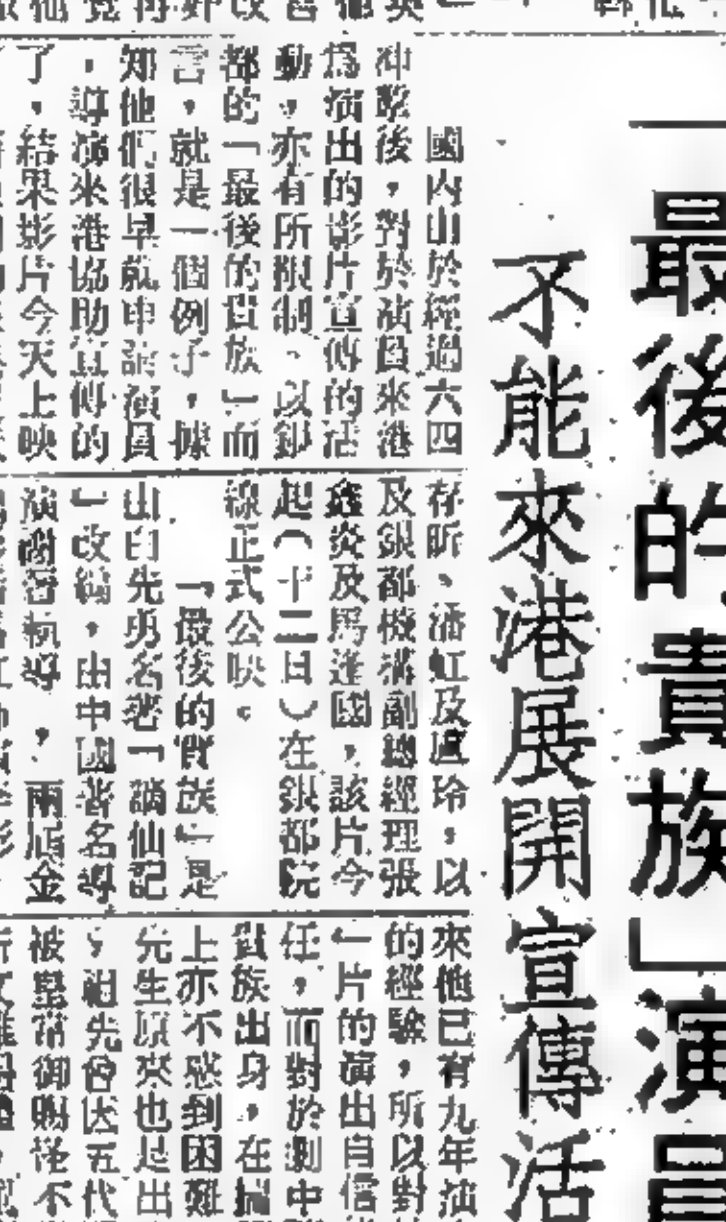 「最後的貴族」演員
不能來港展開宣傳活
國內由於經過六四
冲擊後，對於演員來港
為演出的影片宣傳的活
動，亦有所限制、以銀
都的「最後的貴族」而
言，就是一個例子，據
知他們很早就申請演員
，導演來港協助宣傳的
了，結果影片今天上映
存昕、潘虹及盧玲，以
及銀都機構副總經理張
鑫炎及馬逢國，該片今
起（十二日）在銀都院
線正式公映。
「最後的貴族」是
由白先勇名著「謫仙記
」改編，由中國著名導
演謝晉執導，，兩屆金
來他已有九年演
的經驗，所以對
」片的演出自信
任，而對於劇中
貴族出身，在
上亦不感到困難
先生原來也是出
，祖先曾伏五代
被皇帝御賜